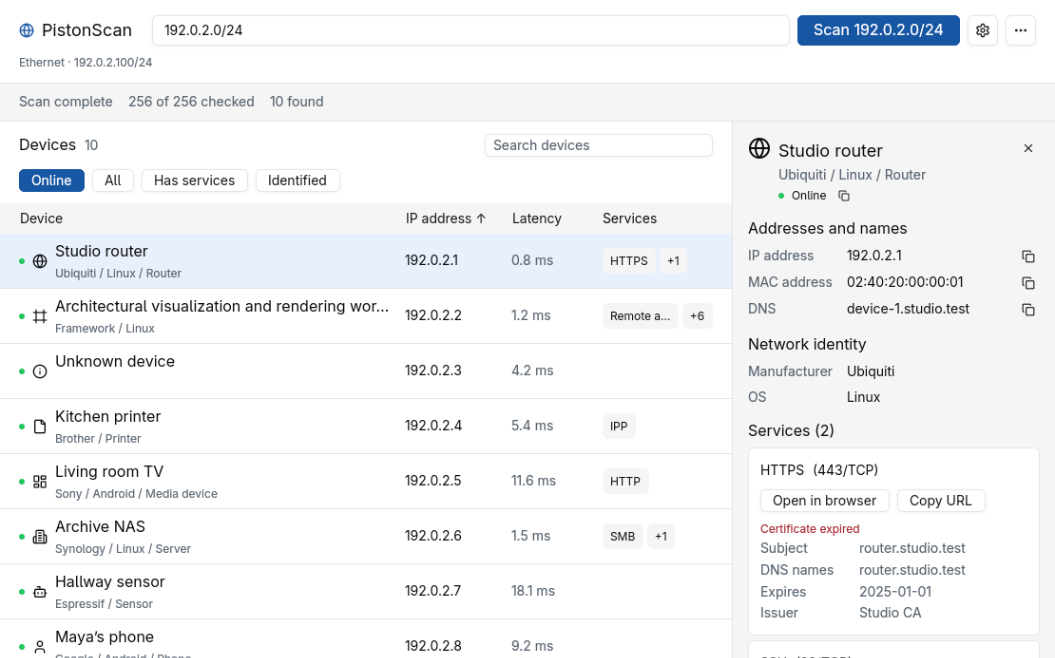 PistonScan
192.0.2.0/24
Scan 192.0.2.0/24
Ethernet · 192.0.2.100/24
Scan complete 256 of 256 checked 10 found
Devices 10
Search devices
Online All Has services Identified
Device IP address ↑ Latency Services
Studio router
Ubiquiti / Linux / Router
192.0.2.1 0.8 ms HTTPS +1
Architectural visualization and rendering wor...
Framework / Linux
192.0.2.2 1.2 ms Remote a... +6
Unknown device
192.0.2.3 4.2 ms
Kitchen printer
Brother / Printer
192.0.2.4 5.4 ms IPP
Living room TV
Sony / Android / Media device
192.0.2.5 11.6 ms HTTP
Archive NAS
Synology / Linux / Server
192.0.2.6 1.5 ms SMB +1
Hallway sensor
Espressif / Sensor
192.0.2.7 18.1 ms
Maya's phone
Google / Android / Phone
192.0.2.8 9.2 ms
Studio router
Ubiquiti / Linux / Router
Online
Addresses and names
IP address 192.0.2.1
MAC address 02:40:20:00:00:01
DNS device-1.studio.test
Network identity
Manufacturer Ubiquiti
OS Linux
Services (2)
HTTPS (443/TCP)
Open in browser Copy URL
Certificate expired
Subject router.studio.test
DNS names router.studio.test
Expires 2025-01-01
Issuer Studio CA